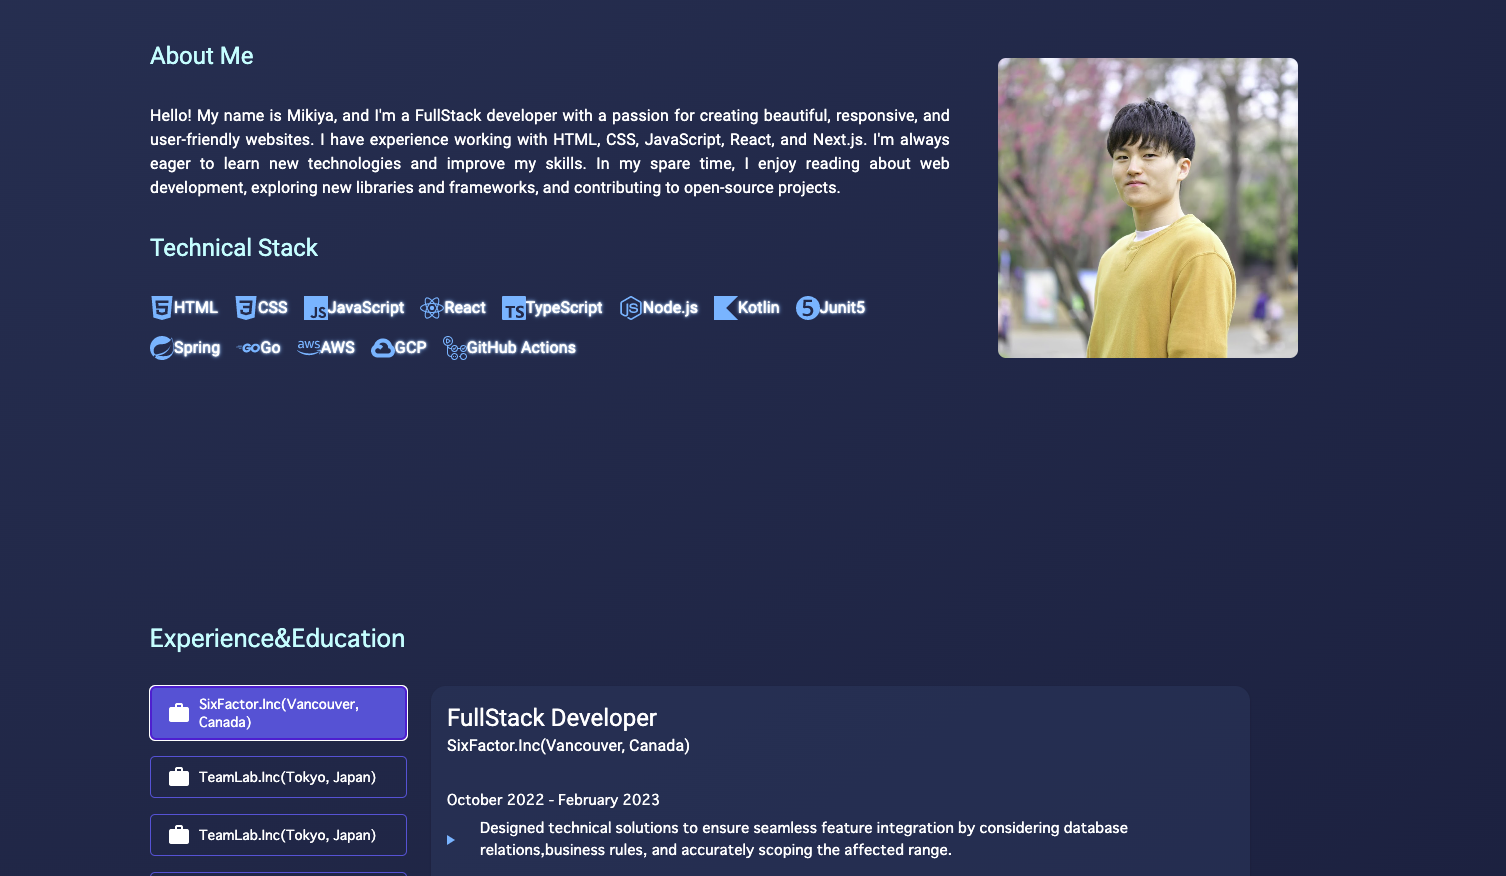 About Me
Hello! My name is Mikiya, and I'm a FullStack developer with a passion for creating beautiful, responsive, and
user-friendly websites. I have experience working with HTML, CSS, JavaScript, React, and Next.js. I'm always
eager to learn new technologies and improve my skills. In my spare time, I enjoy reading about web
development, exploring new libraries and frameworks, and contributing to open-source projects.
Technical Stack
5 HTML 3 CSS JS JavaScript React TS TypeScript JS Node.js Kotlin 5 Junit5
Spring GO Go aws AWS GCP GitHub Actions
Experience&Education
SixFactor.Inc(Vancouver,
Canada)
TeamLab.Inc(Tokyo, Japan)
TeamLab.Inc(Tokyo, Japan)
FullStack Developer
SixFactor.Inc(Vancouver, Canada)
October 2022 - February 2023
Designed technical solutions to ensure seamless feature integration by considering database
relations,business rules, and accurately scoping the affected range.